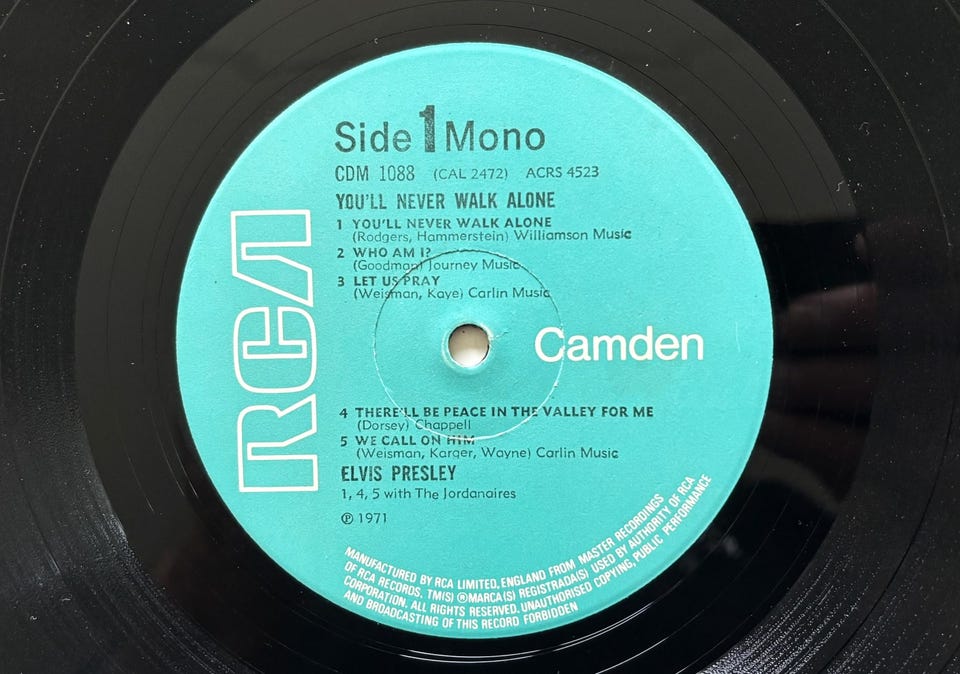 Side 1 Mono
CDM 1088 (CAL 2472) ACRS 4523
YOU'LL NEVER WALK ALONE
1 YOU'LL NEVER WALK ALONE
(Rodgers, Hammerstein) Williamson Music
2 WHO AM I?
(Goodman) Journey Music
3 LET US PRAY
(Weisman, Kaye) Carlin Music
RCA
Camden
4 THERE'LL BE PEACE IN THE VALLEY FOR ME
(Dorsey) Chappell
5 WE CALL ON HIM
(Weisman, Karger, Wayne) Carlin Music
ELVIS PRESLEY
1, 4, 5 with The Jordanaires
℗ 1971
MANUFACTURED BY RCA LIMITED, ENGLAND FROM MASTER RECORDINGS
OF RCA RECORDS. TM(S) ® MARCA(S) REGISTRADA(S) USED BY AUTHORITY OF RCA
CORPORATION. ALL RIGHTS RESERVED. UNAUTHORISED COPYING, PUBLIC PERFORMANCE
AND BROADCASTING OF THIS RECORD FORBIDDEN